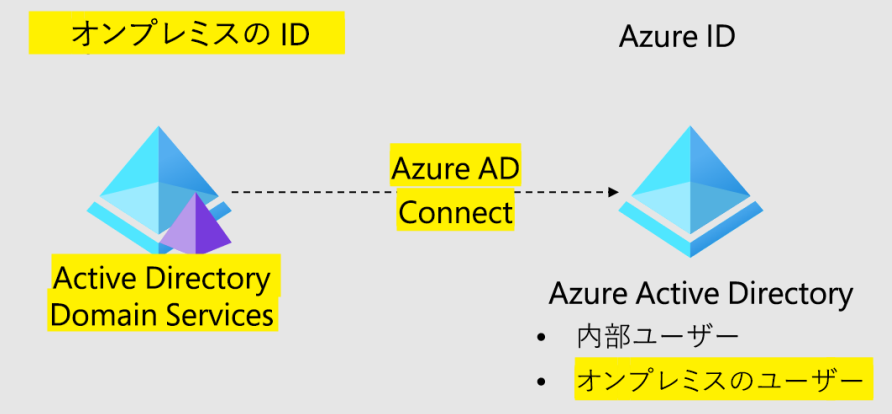 オンプレミスの ID
Azure ID
Azure AD
Connect
Active Directory
Domain Services
Azure Active Directory
• 内部ユーザー
• オンプレミスのユーザー